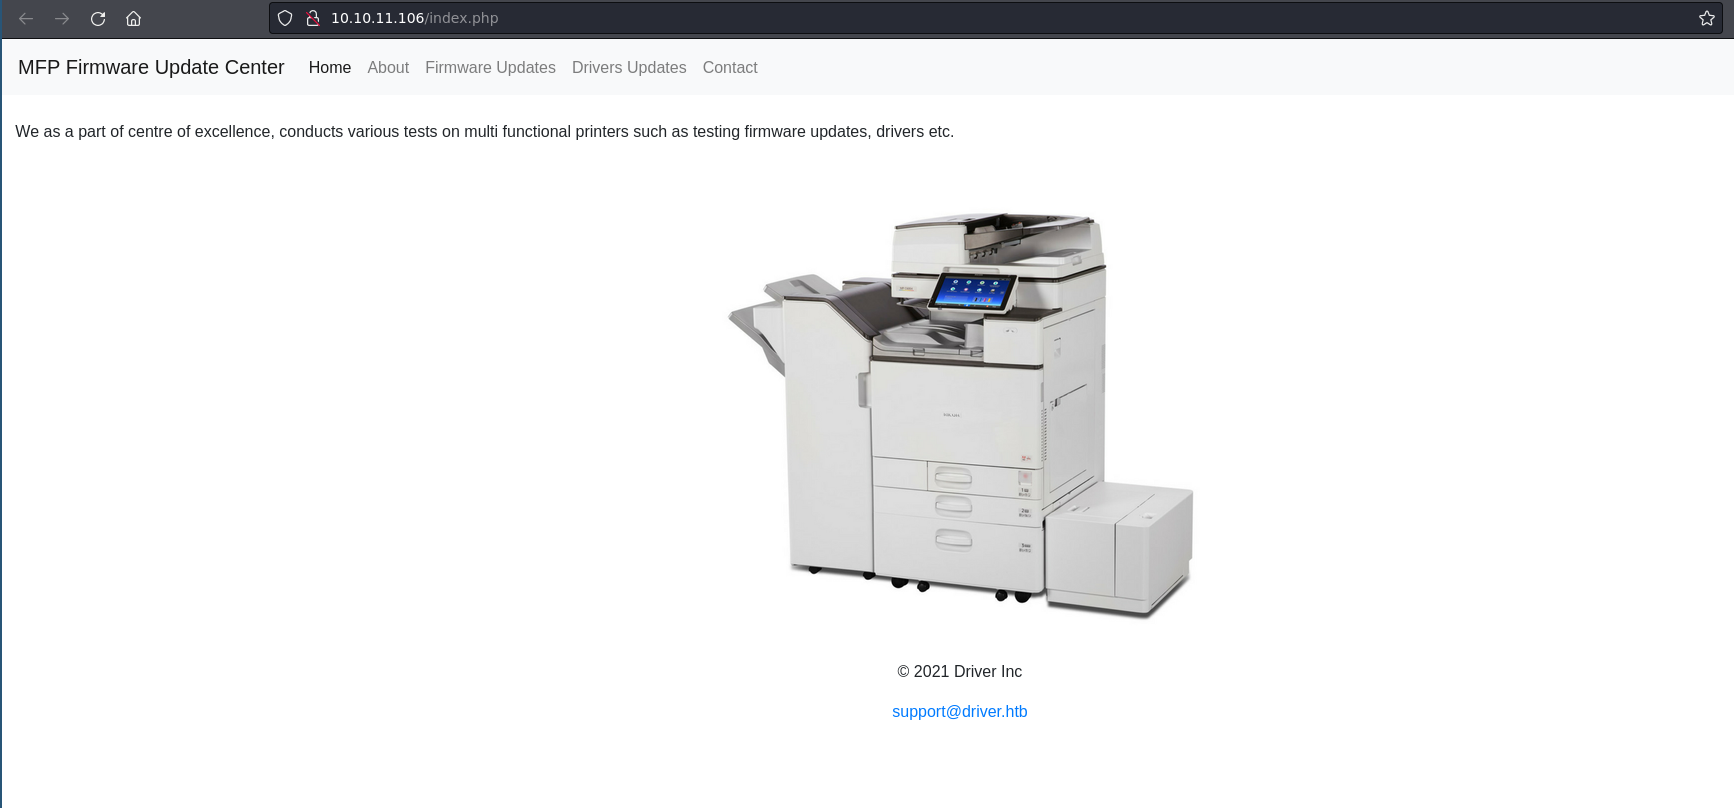 10.10.11.106/index.php
MFP Firmware Update Center Home About Firmware Updates Drivers Updates Contact
We as a part of centre of excellence, conducts various tests on multi functional printers such as testing firmware updates, drivers etc.
© 2021 Driver Inc
support@driver.htb